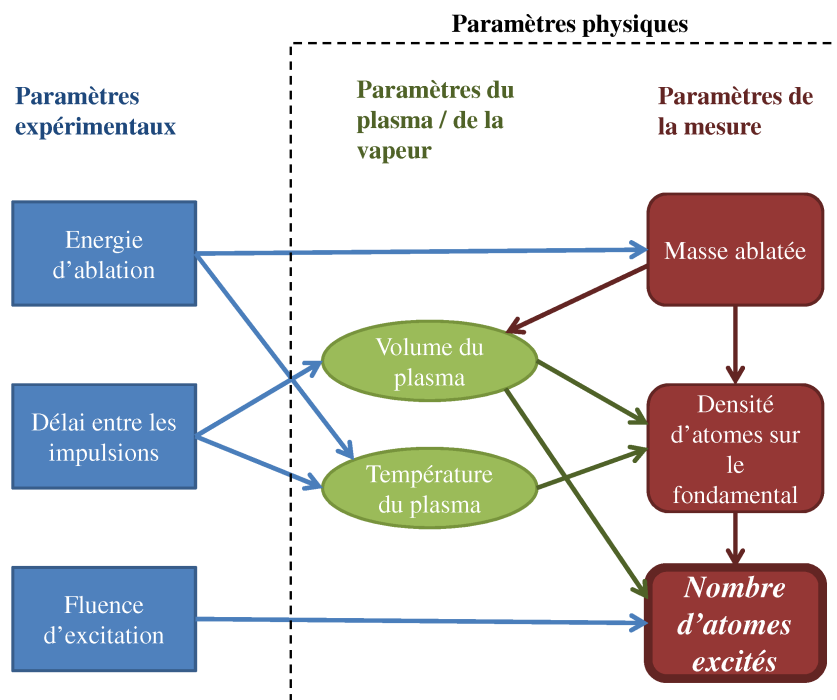 Paramètres physiques
Paramètres
expérimentaux
Paramètres du
plasma / de la
vapeur
Paramètres de
la mesure
Energie
d’ablation
Masse ablatée
Volume du
plasma
Délai entre les
impulsions
Densité
d’atomes sur
le
fondamental
Température
du plasma
Fluence
d’excitation
Nombre
d’atomes
excités